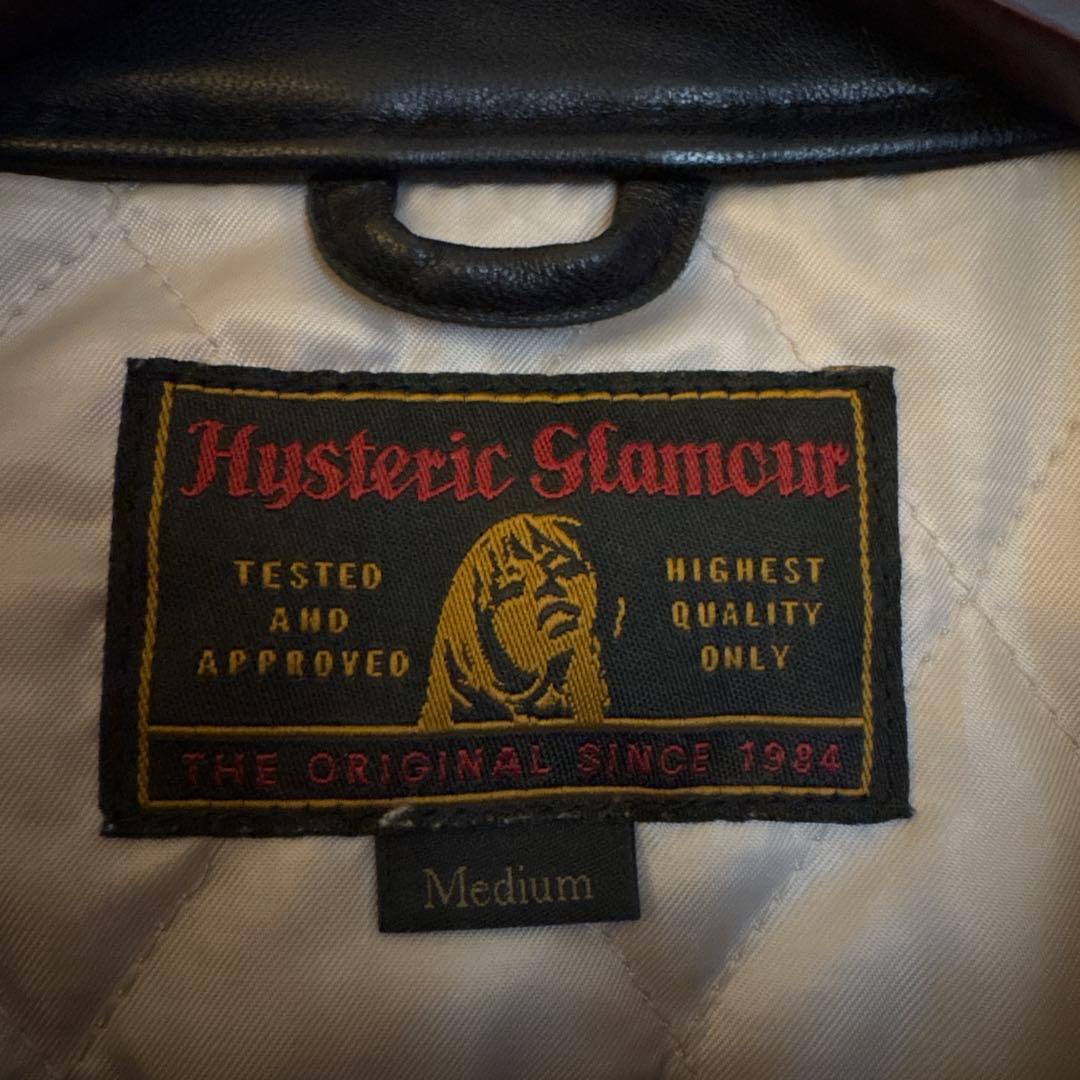 Hysteric Glamour
TESTED
AND
APPROVED
HIGHEST
QUALITY
ONLY
THE ORIGINAL SINCE 1984
Medium